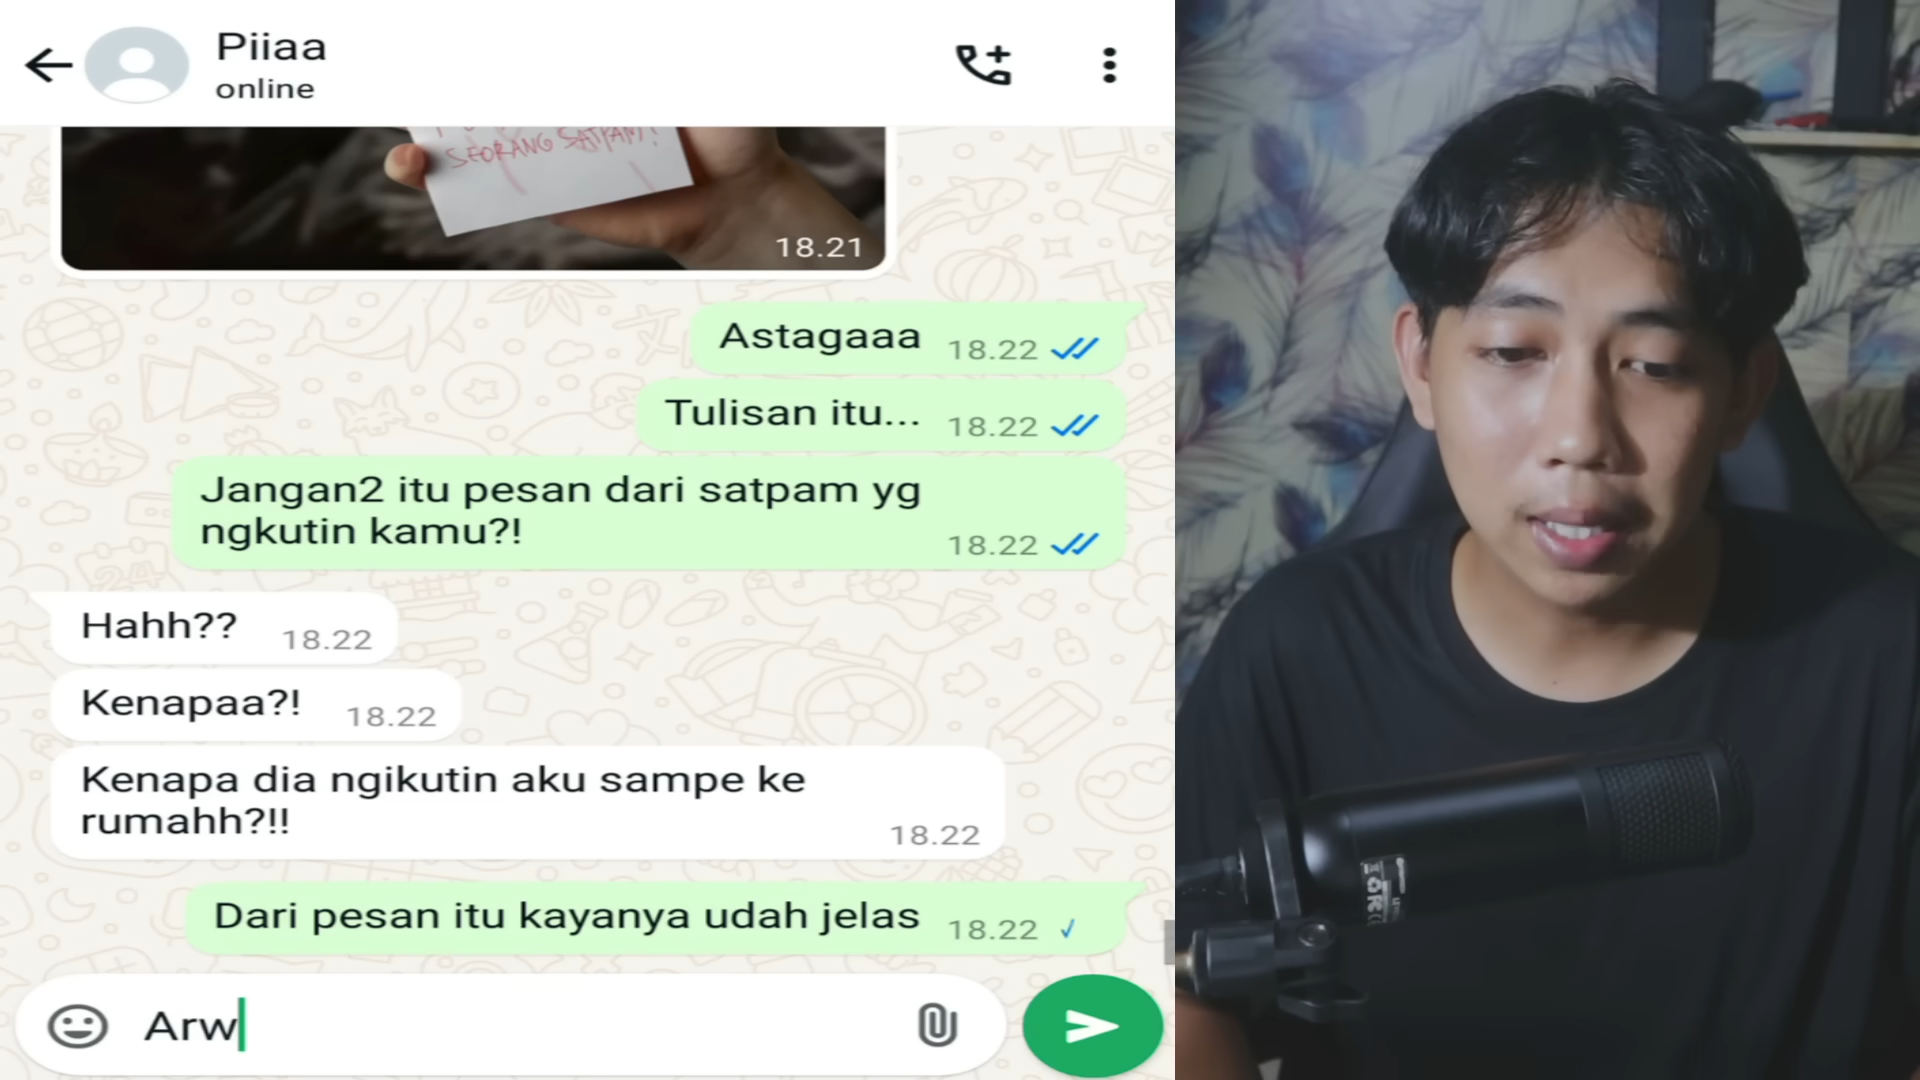 Piiaa
online
SEORANG SATPAM!
18.21
Astagaaa 18.22
Tulisan itu... 18.22
Jangan2 itu pesan dari satpam yg
ngkutin kamu?! 18.22
Hahh?? 18.22
Kenapaa?! 18.22
Kenapa dia ngikutin aku sampe ke
rumahh?!! 18.22
Dari pesan itu kayanya udah jelas 18.22
Arw